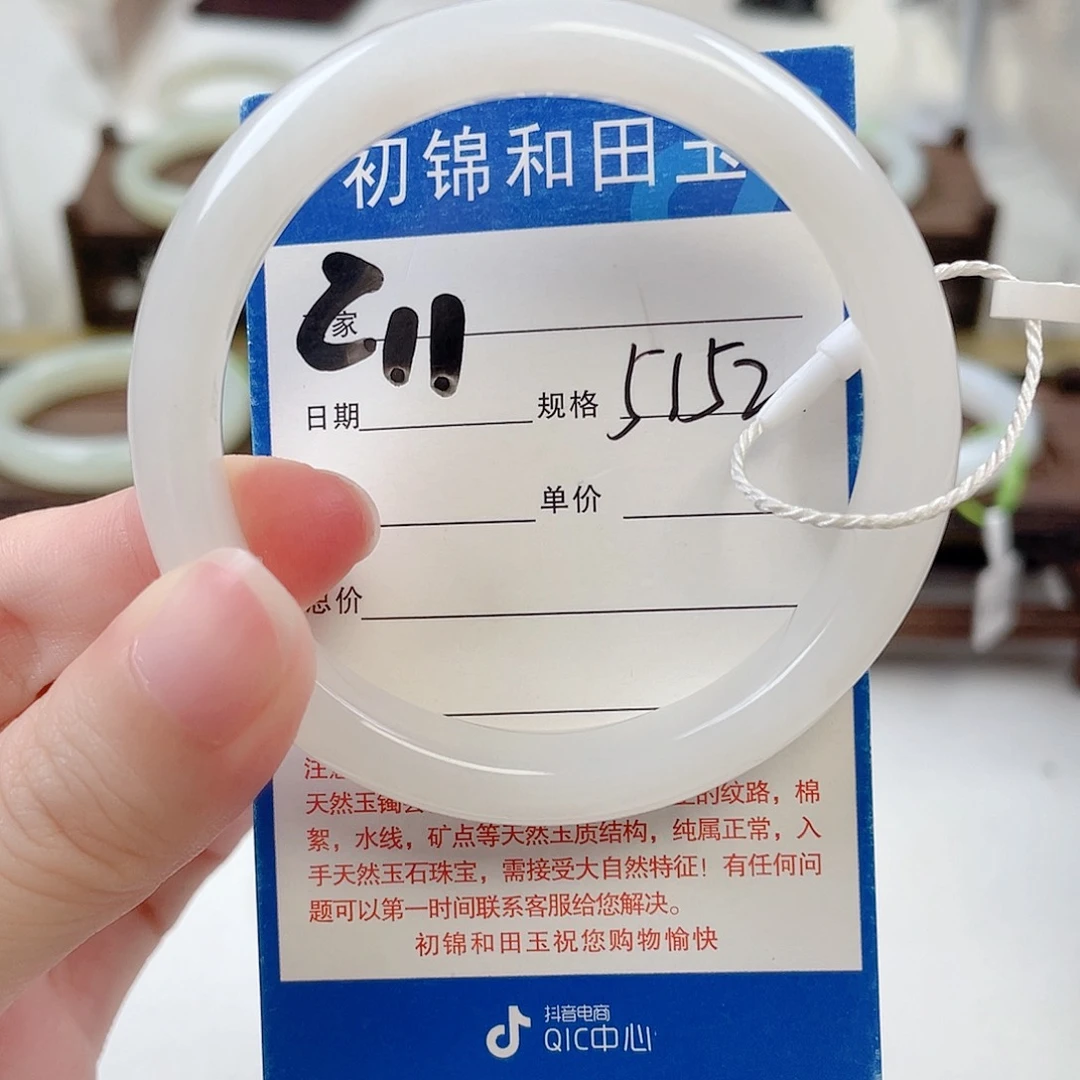 初锦和田玉
家
日期 规格 5152
单价
总价
注
天然玉镯 的纹路，棉
絮，水线，矿点等天然玉质结构，纯属正常，入
手天然玉石珠宝，需接受大自然特征！有任何问
题可以第一时间联系客服给您解决。
初锦和田玉祝您购物愉快
抖音电商
QIC中心